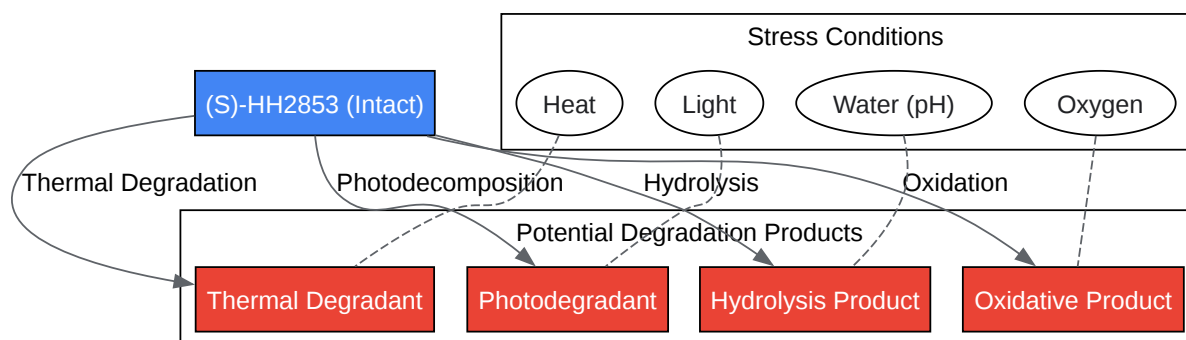 Stress Conditions
(S)-HH2853 (Intact)
Heat
Light
Water (pH)
Oxygen
Thermal Degradation
Photodecomposition
Hydrolysis
Oxidation
Potential Degradation Products
Thermal Degradant
Photodegradant
Hydrolysis Product
Oxidative Product